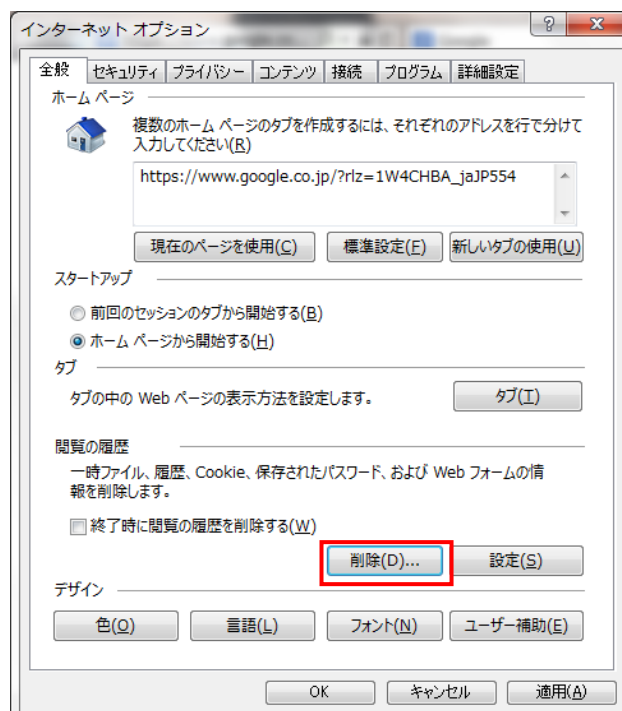 インターネット オプション
全般 セキュリティ プライバシー コンテンツ 接続 プログラム 詳細設定
ホーム ページ
複数のホーム ページのタブを作成するには、それぞれのアドレスを行で分けて
入力してください(R)
https://www.google.co.jp/?rlz=1W4CHBA_jaJP554
現在のページを使用(C) 標準設定(F) 新しいタブの使用(U)
スタートアップ
前回のセッションのタブから開始する(B)
ホーム ページから開始する(H)
タブ
タブの中の Web ページの表示方法を設定します。 タブ(T)
閲覧の履歴
一時ファイル、履歴、Cookie、保存されたパスワード、および Web フォームの情
報を削除します。
終了時に閲覧の履歴を削除する(W)
削除(D)... 設定(S)
デザイン
色(O) 言語(L) フォント(N) ユーザー補助(E)
OK キャンセル 適用(A)